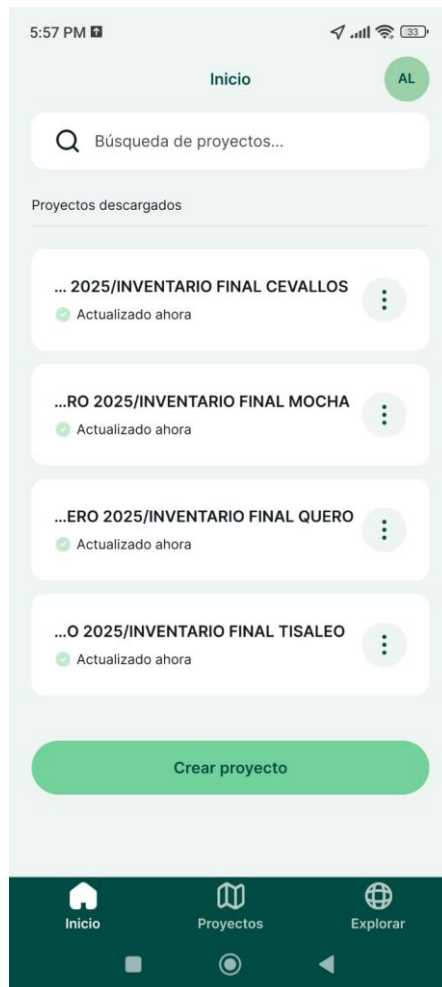 5:57 PM
33
Inicio
AL
Búsqueda de proyectos...
Proyectos descargados
... 2025/INVENTARIO FINAL CEVALLOS
Actualizado ahora
...RO 2025/INVENTARIO FINAL MOCHA
Actualizado ahora
...ERO 2025/INVENTARIO FINAL QUERO
Actualizado ahora
...O 2025/INVENTARIO FINAL TISALEO
Actualizado ahora
Crear proyecto
Inicio
Proyectos
Explorar